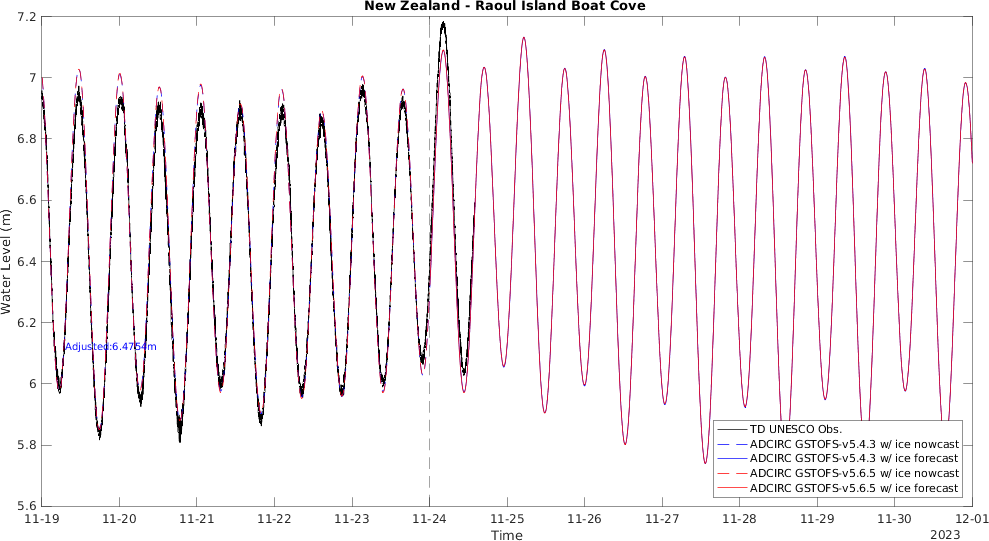 New Zealand - Raoul Island Boat Cove
7.2
7
6.8
6.6
6.4
6.2
6
5.8
5.6
Water Level (m)
Adjusted:6.4754m
TD UNESCO Obs.
ADCIRC GSTOFS-v5.4.3 w/ ice nowcast
ADCIRC GSTOFS-v5.4.3 w/ ice forecast
ADCIRC GSTOFS-v5.6.5 w/ ice nowcast
ADCIRC GSTOFS-v5.6.5 w/ ice forecast
11-19 11-20 11-21 11-22 11-23 11-24 11-25 11-26 11-27 11-28 11-29 11-30 12-01
Time
2023